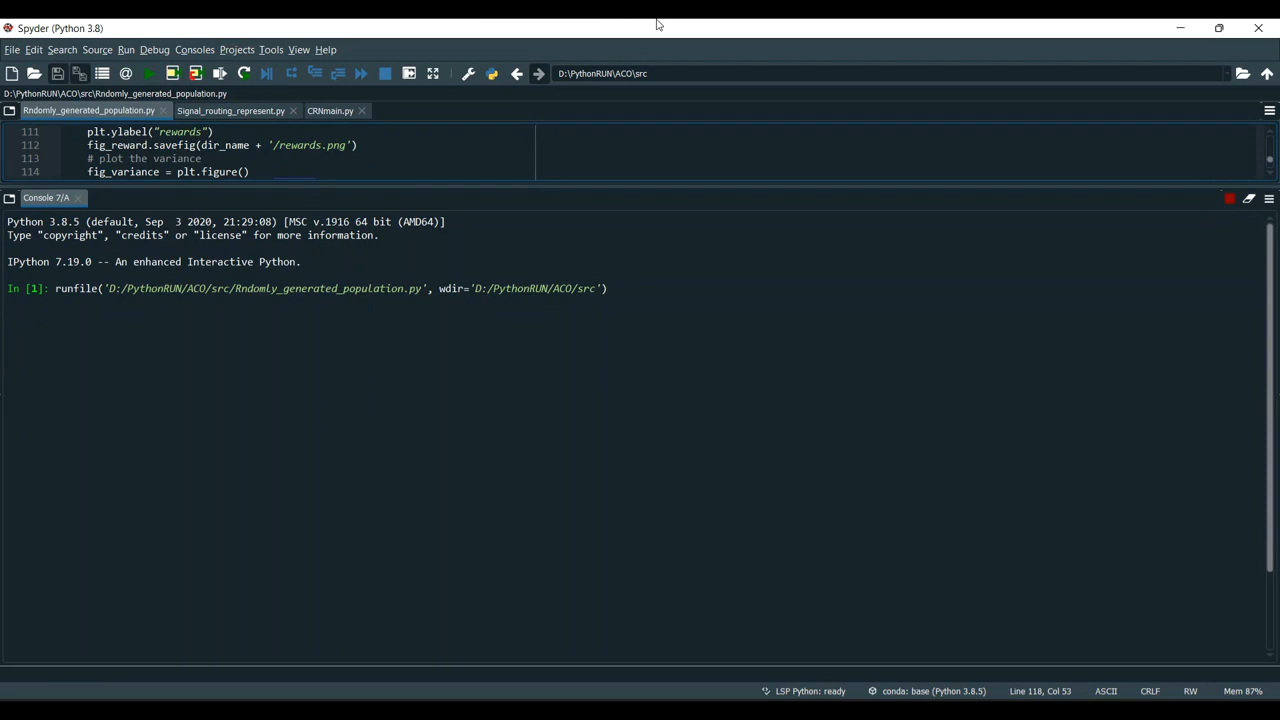 Spyder (Python 3.8)
File Edit Search Source Run Debug Consoles Projects Tools View Help
D:\PythonRUN\ACO\src
D:\PythonRUN\ACO\src\Rndomly_generated_population.py
Rndomly_generated_population.py Signal_routing_represent.py CRNmain.py
111 plt.ylabel("rewards")
112 fig_reward.savefig(dir_name + '/rewards.png')
113 # plot the variance
114 fig_variance = plt.figure()
Console 7/A
Python 3.8.5 (default, Sep  3 2020, 21:29:08) [MSC v.1916 64 bit (AMD64)]
Type "copyright", "credits" or "license" for more information.
IPython 7.19.0 -- An enhanced Interactive Python.
In [1]: runfile('D:/PythonRUN/ACO/src/Rndomly_generated_population.py', wdir='D:/PythonRUN/ACO/src')
LSP Python: ready conda: base (Python 3.8.5) Line 118, Col 53 ASCII CRLF RW Mem 87%